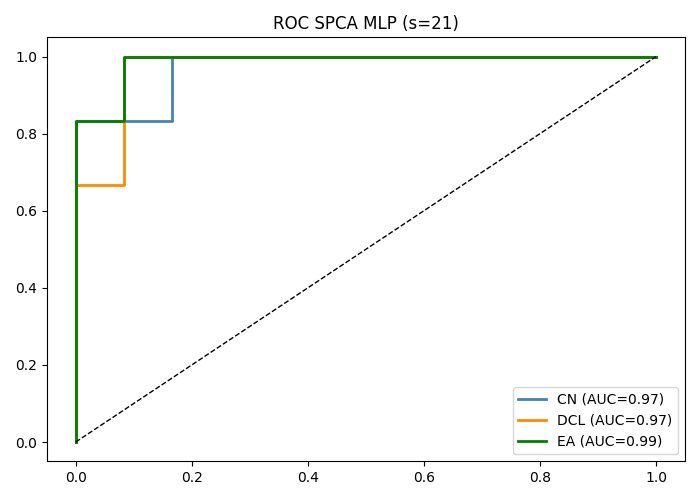 ROC SPCA MLP (s=21)
1.0
0.8
0.6
0.4
0.2
0.0
0.0 0.2 0.4 0.6 0.8 1.0
CN (AUC=0.97)
DCL (AUC=0.97)
EA (AUC=0.99)